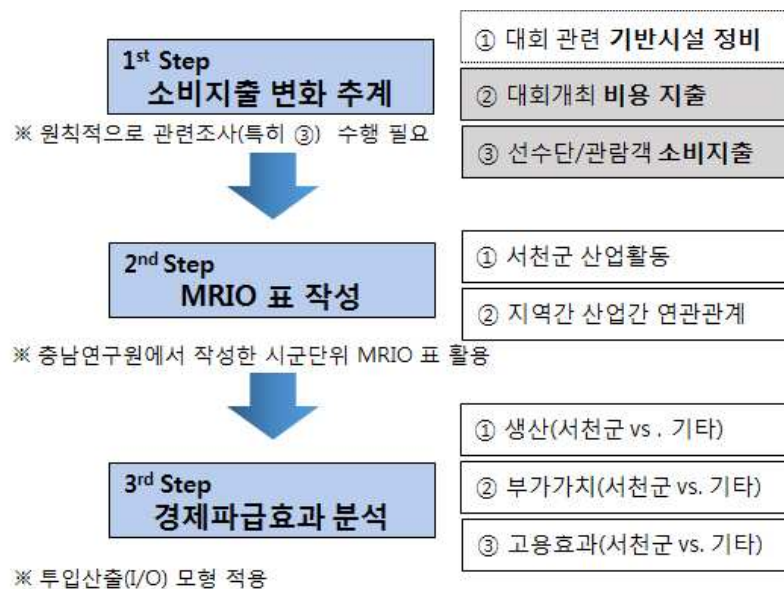 1st Step
소비지출 변화 추계
① 대회 관련 기반시설 정비
② 대회개최 비용 지출
③ 선수단/관람객 소비지출
※ 원칙적으로 관련조사(특히 ③) 수행 필요
2nd Step
MRIO 표 작성
① 서천군 산업활동
② 지역간 산업간 연관관계
※ 충남연구원에서 작성한 시군단위 MRIO 표 활용
3rd Step
경제파급효과 분석
① 생산(서천군 vs . 기타)
② 부가가치(서천군 vs. 기타)
③ 고용효과(서천군 vs. 기타)
※ 투입산출(I/O) 모형 적용